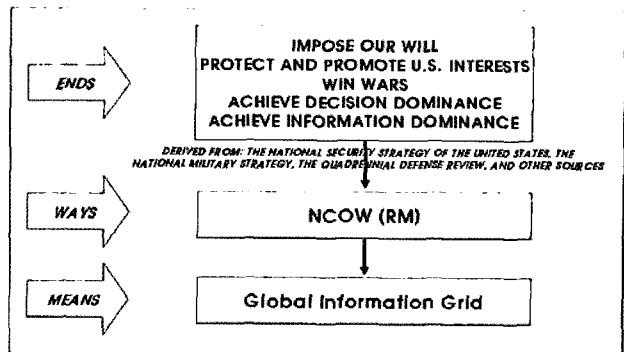 IMPOSE OUR WILL
PROTECT AND PROMOTE U.S. INTERESTS
ENDS
WIN WARS
ACHIEVE DECISION DOMINANCE
ACHIEVE INFORMATION DOMINANCE
DERIVED FROM: THE NATIONAL SECURITY STRATEGY OF THE UNITED STATES, THE
NATIONAL MILITARY STRATEGY, THE QUADRENNIAL DEFENSE REVIEW, AND OTHER SOURCES
WAYS
NCOW (RM)
MEANS
Global Information Grid